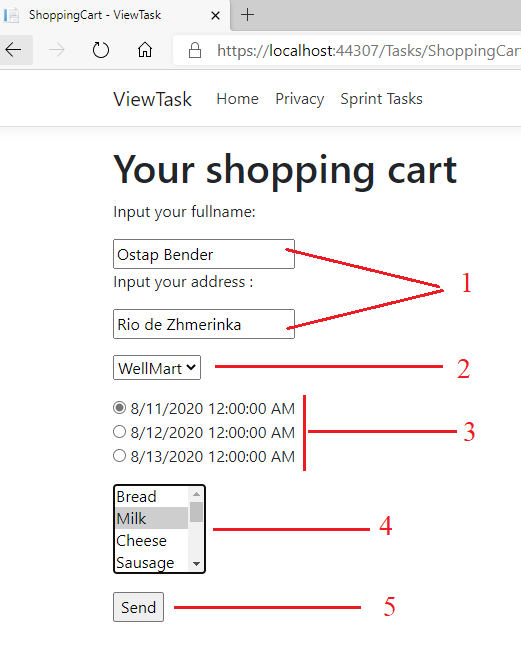 ShoppingCart - ViewTask
https://localhost:44307/Tasks/ShoppingCar
ViewTask Home Privacy Sprint Tasks
Your shopping cart
Input your fullname:
Ostap Bender
Input your address :
1
Rio de Zhmerinka
WellMart
2
8/11/2020 12:00:00 AM
8/12/2020 12:00:00 AM
3
8/13/2020 12:00:00 AM
Bread
Milk
4
Cheese
Sausage
Send
5